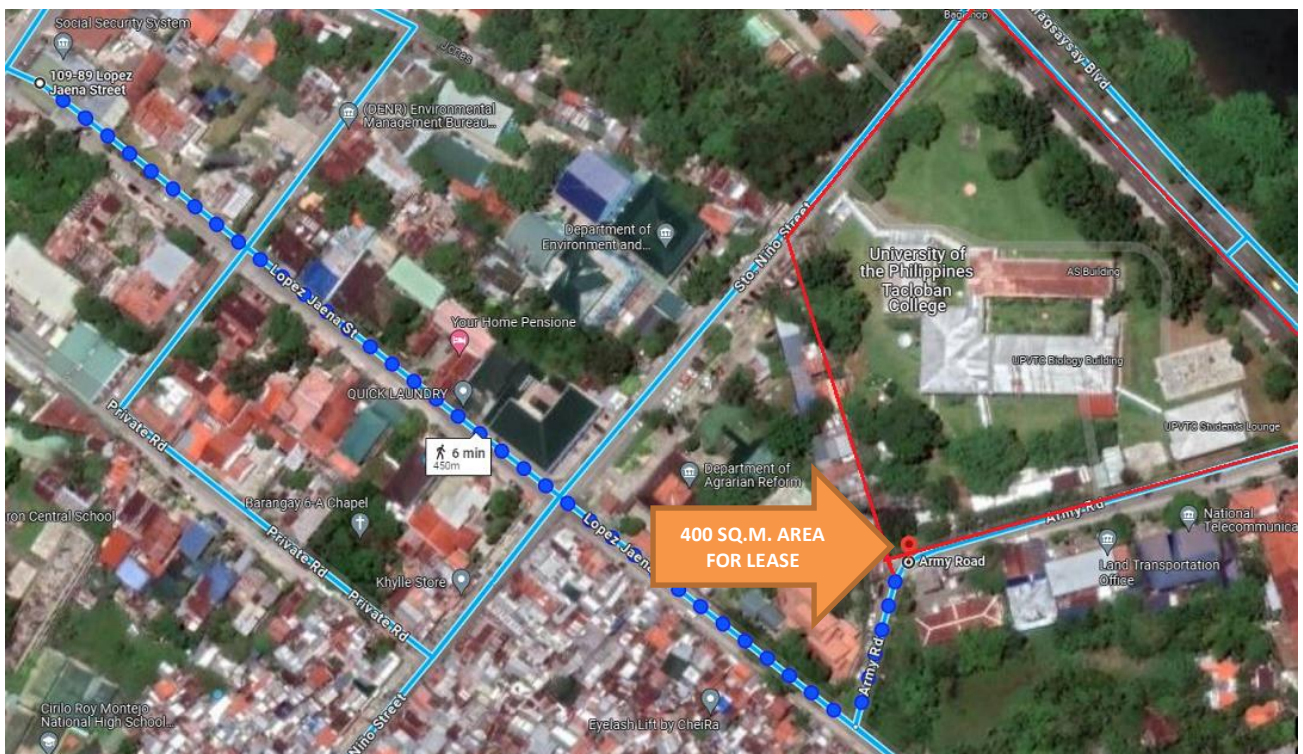 Social Security System
109-89 Lopez
Jaena Street
Jones
(DENR) Environmental
Management Bureau...
Magsaysay Blvd
Department of
Environment and...
Sto. Niño Street
University of
the Philippines
Tacloban
College
AS Building
UPVTC Biology Building
UPVTC Student's Lounge
Lopez Jaena St
Your Home Pensione
QUICK LAUNDRY
Private Rd
6 min
450m
Department of
Agrarian Reform
Barangay 6-A Chapel
ron Central School
Private Rd
Private Rd
Khylle Store
Lopez Jaena
400 SQ.M. AREA
FOR LEASE
Army Road
Army Rd
National
Telecommunica
Land Transportation
Office
Army Rd
Eyelash Lift by CheiRa
Cirilo Roy Montejo
National High School...
Niño Street